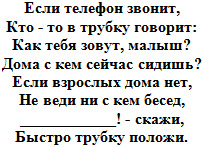 Если телефон звонит,
Кто - то в трубку говорит:
Как тебя зовут, малыш?
Дома с кем сейчас сидишь?
Если взрослых дома нет,
Не веди ни с кем бесед,
____________! - скажи,
Быстро трубку положи.